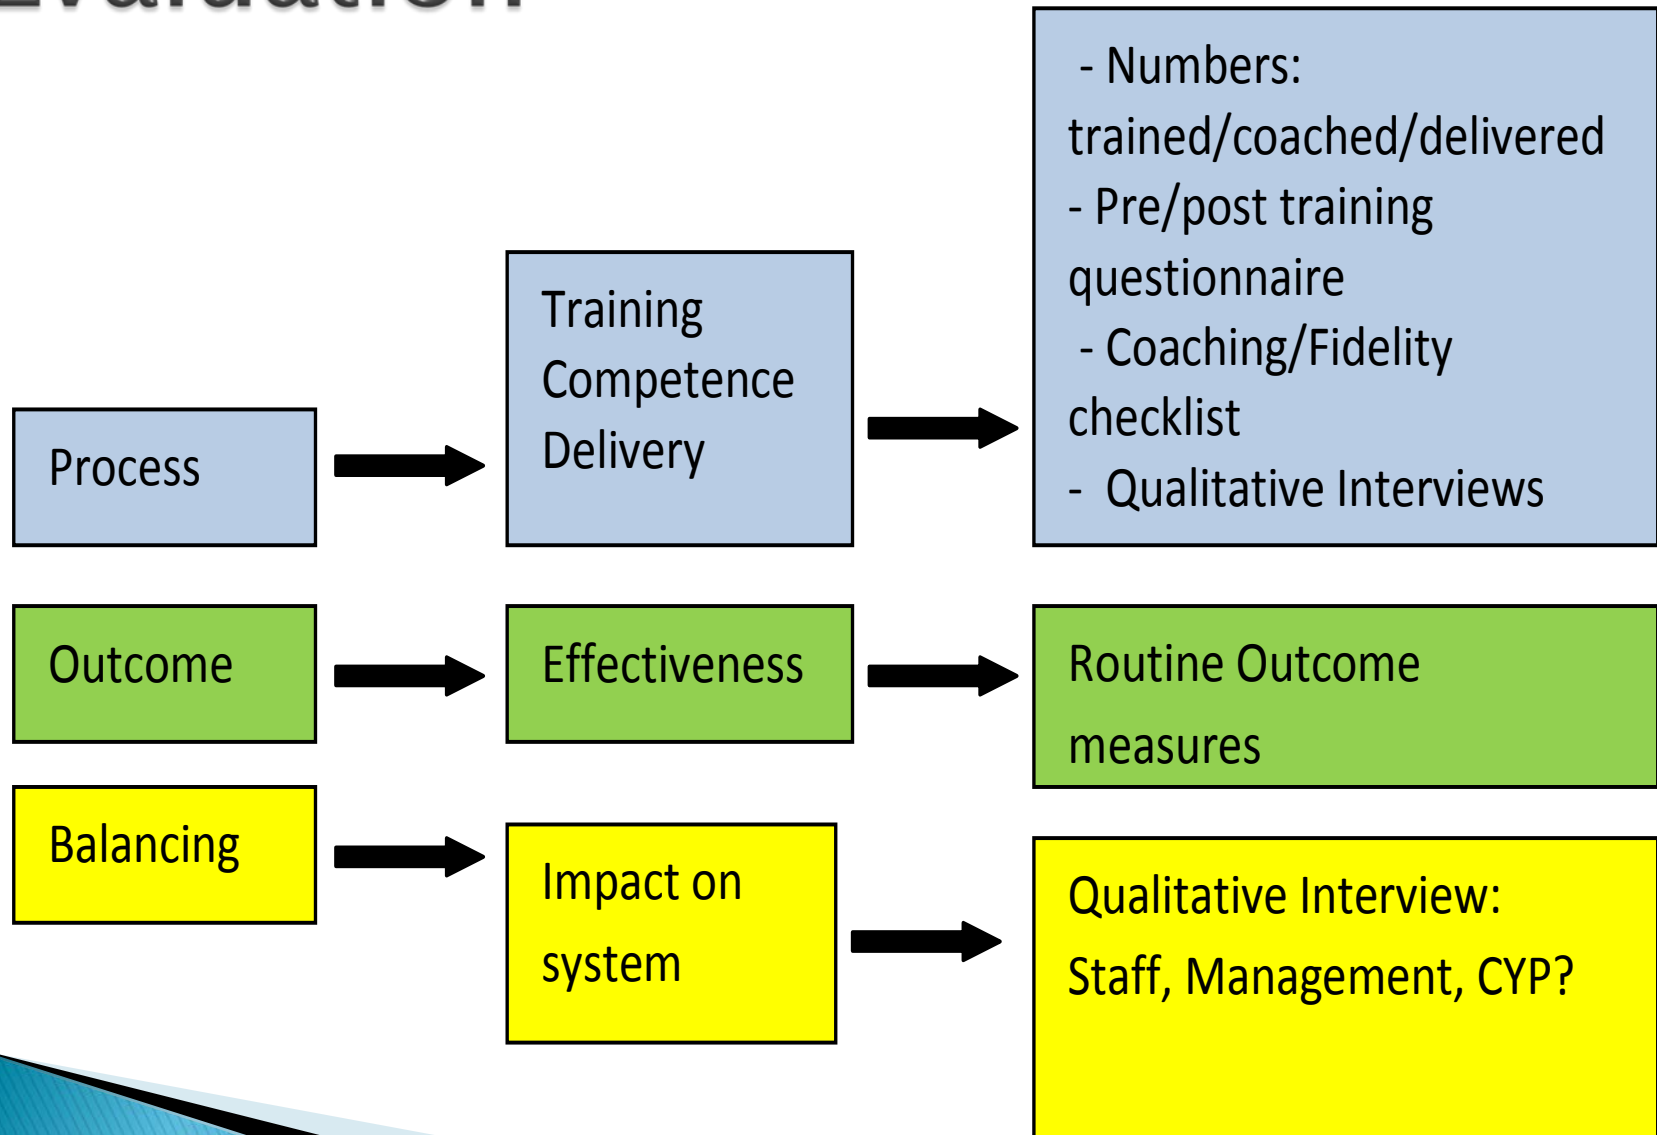 Evaluation
Process
Training
Competence
Delivery
- Numbers:
trained/coached/delivered
- Pre/post training
questionnaire
- Coaching/Fidelity
checklist
- Qualitative Interviews
Outcome
Effectiveness
Routine Outcome
measures
Balancing
Impact on
system
Qualitative Interview:
Staff, Management, CYP?